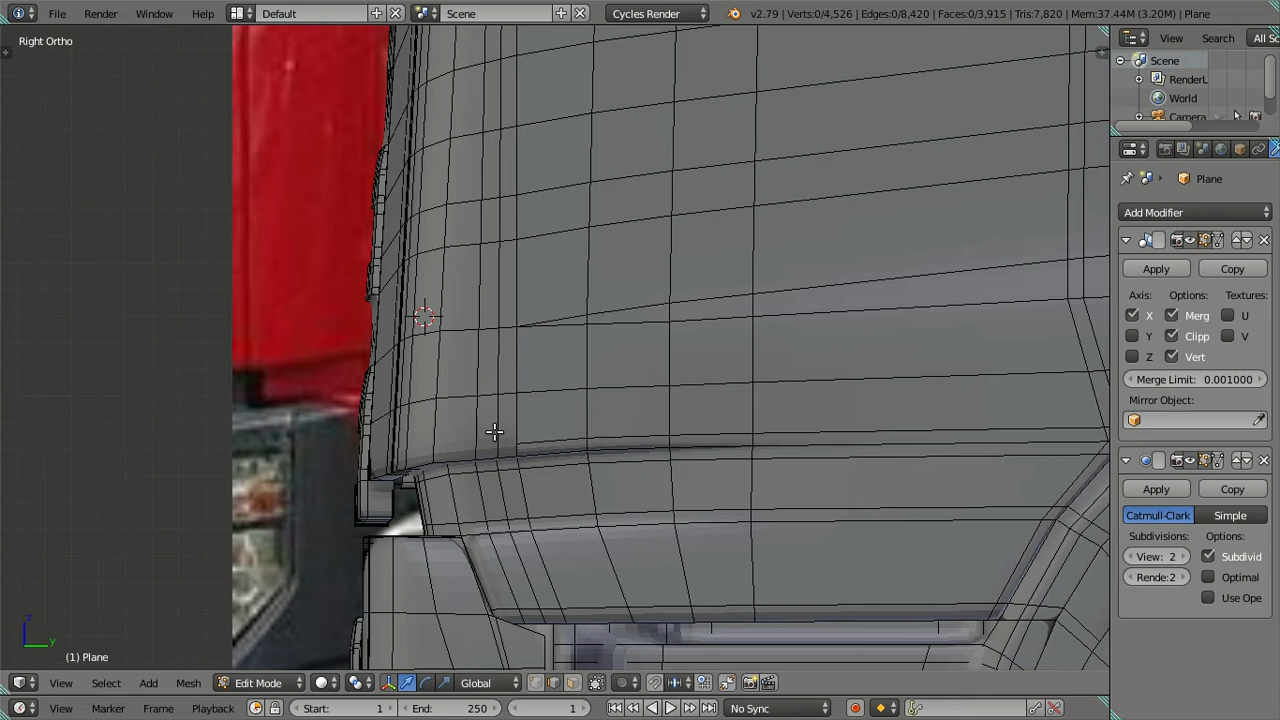 File Render Window Help Default Scene Cycles Render v2.79 | Verts:0/4,526 | Edges:0/8,420 | Faces:0/3,915 | Tris:7,820 | Mem:37.44M (3.20M) | Plane
Right Ortho
View Search All Sc
Scene
RenderL
World
Camera
Plane
Add Modifier
Apply Copy
Axis: Options: Textures:
X Merg U
Y Clipp V
Z Vert
Merge Limit: 0.001000
Mirror Object:
Apply Copy
Catmull-Clark Simple
Subdivisions: Options:
View: 2 Subdivid
Rende:2 Optimal
Use Ope
z
y
(1) Plane
View Select Add Mesh Edit Mode Global
View Marker Frame Playback Start: 1 End: 250 1 No Sync